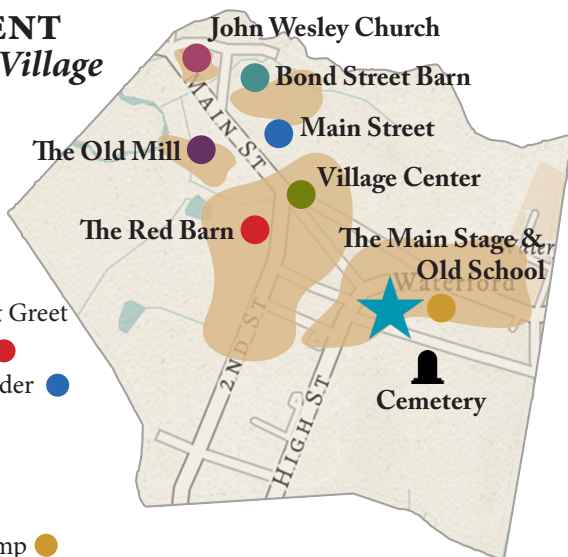 ENT
Village
John Wesley Church
Bond Street Barn
MAIN ST
Main Street
The Old Mill
Village Center
The Red Barn
The Main Stage &
Old School
Waterford
2ND ST
HIGH ST
Greet
der
Cemetery
mp